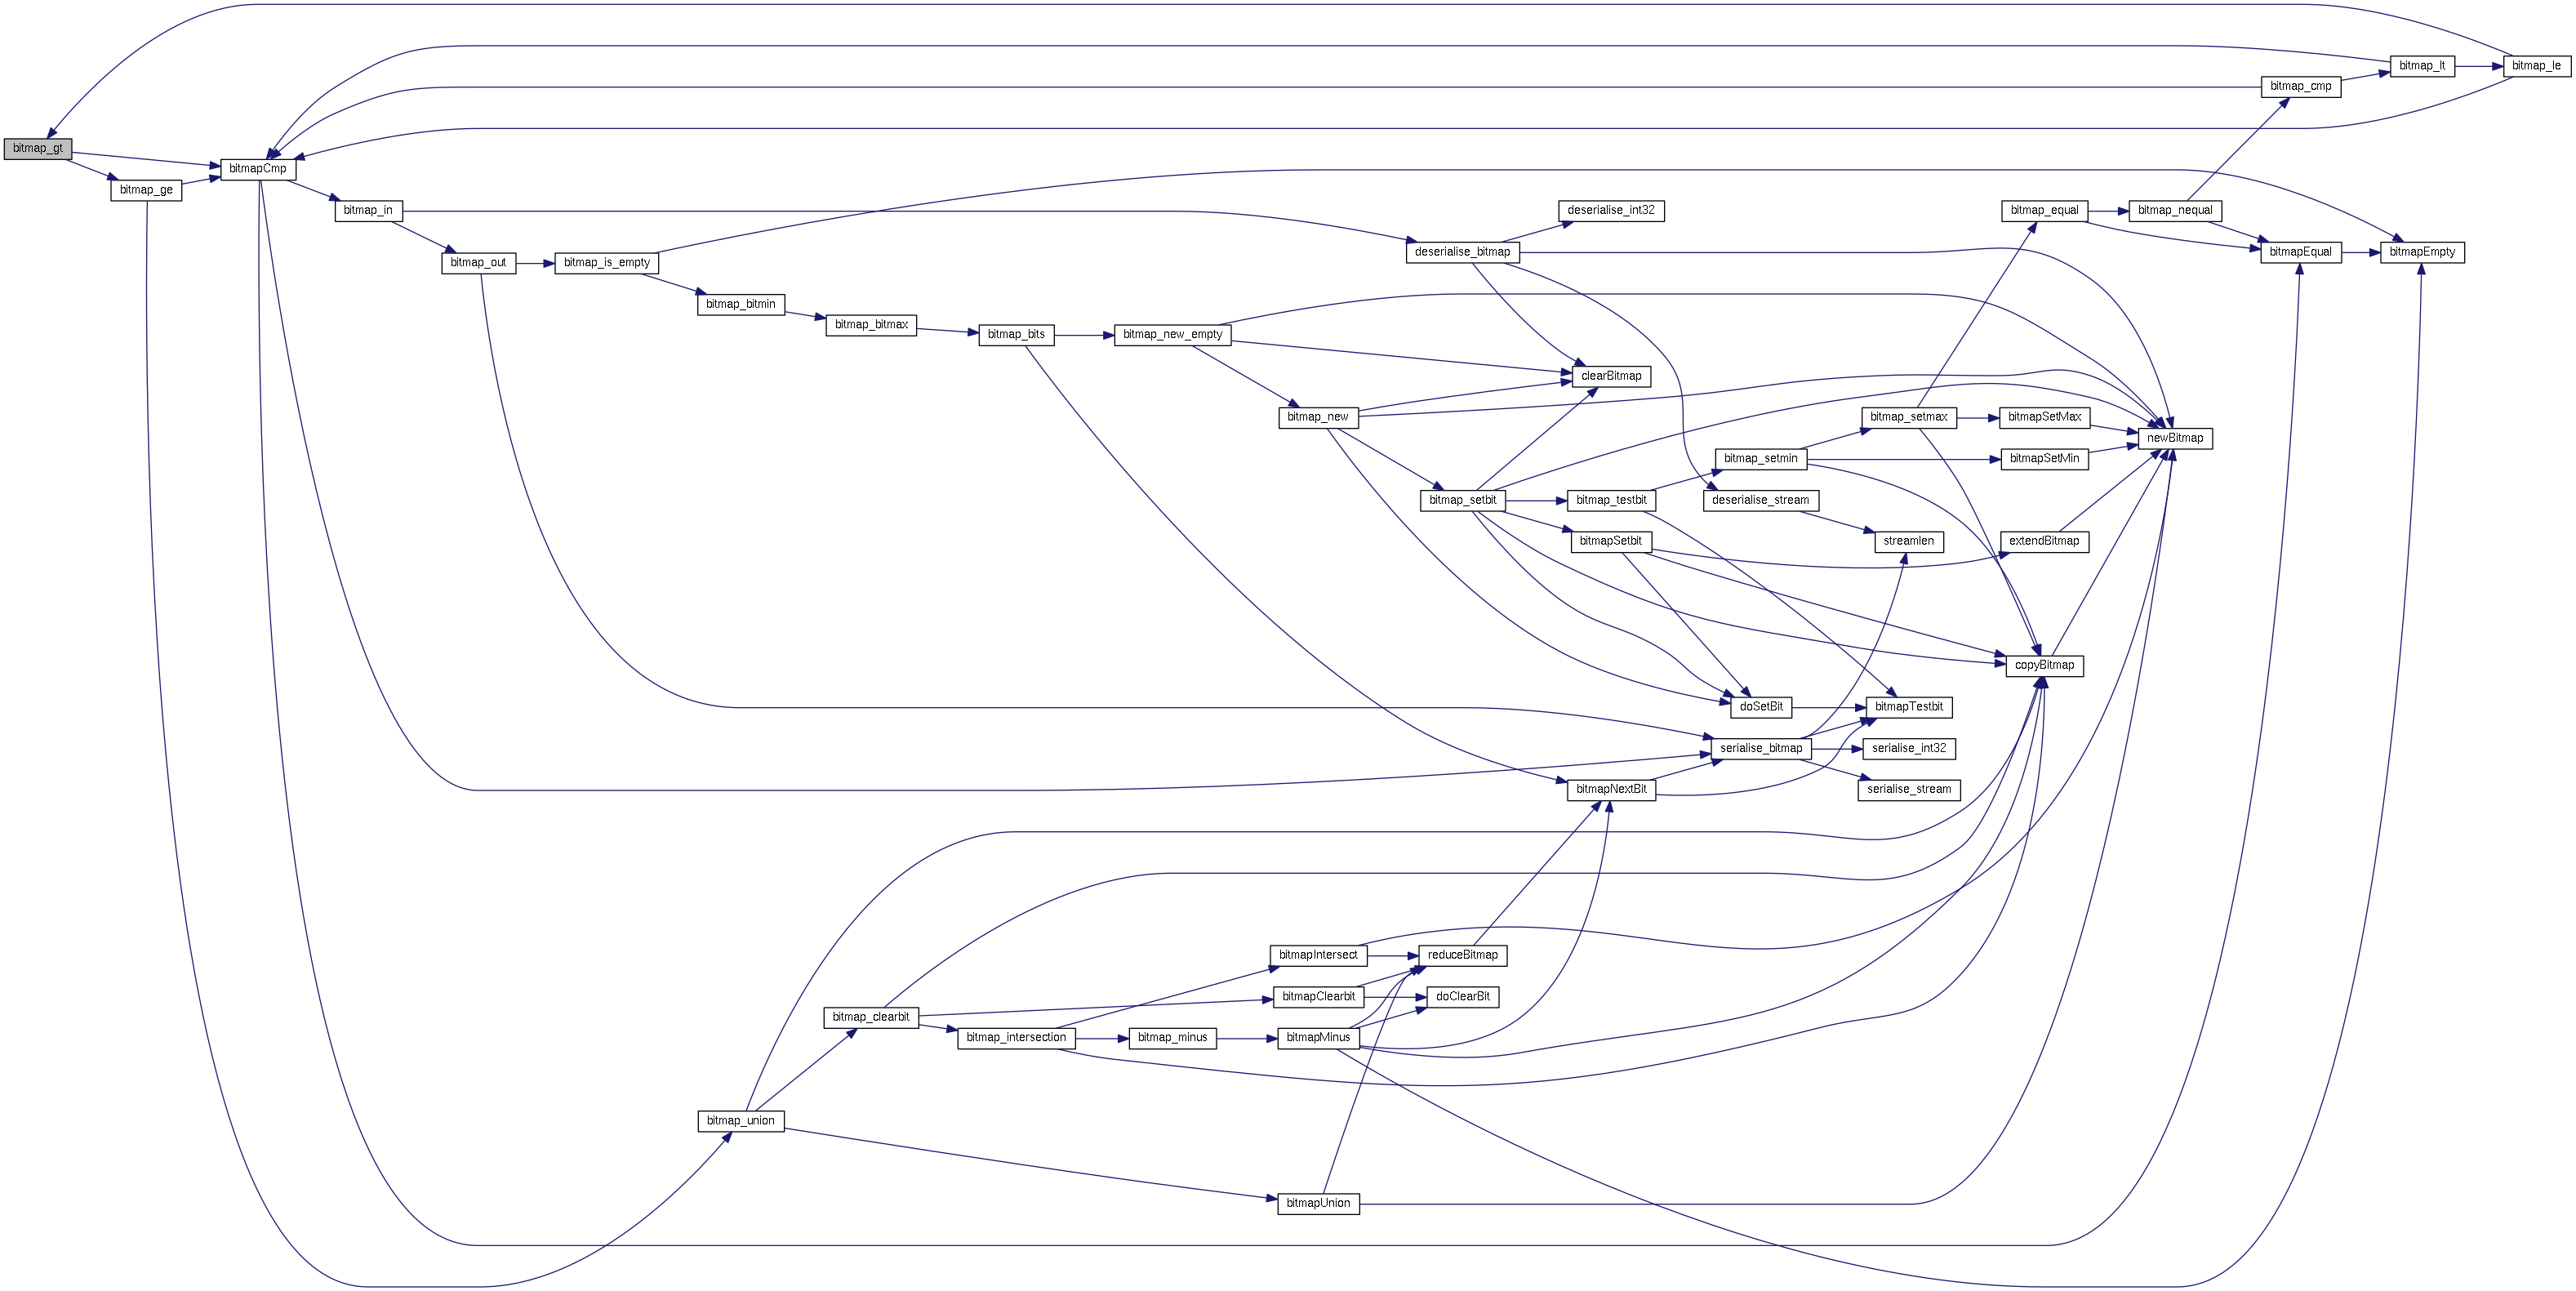 bitmap_lt
bitmap_le
bitmap_cmp
bitmap_gt
bitmapCmp
bitmap_ge
bitmap_in
deserialise_int32
bitmap_equal
bitmap_nequal
bitmap_out
bitmap_is_empty
deserialise_bitmap
bitmapEqual
bitmapEmpty
bitmap_bitmin
bitmap_bitmax
bitmap_bits
bitmap_new_empty
clearBitmap
bitmap_new
bitmap_setmax
bitmapSetMax
newBitmap
bitmap_setmin
bitmapSetMin
bitmap_setbit
bitmap_testbit
deserialise_stream
bitmapSetbit
streamlen
extendBitmap
copyBitmap
doSetBit
bitmapTestbit
serialise_bitmap
serialise_int32
bitmapNextBit
serialise_stream
bitmapIntersect
reduceBitmap
bitmapClearbit
doClearBit
bitmap_clearbit
bitmap_intersection
bitmap_minus
bitmapMinus
bitmap_union
bitmapUnion